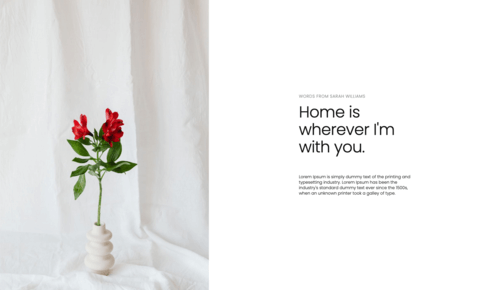 WORDS FROM SARAH WILLIAMS
Home is
wherever I'm
with you.
Lorem Ipsum is simply dummy text of the printing and
typesetting industry. Lorem Ipsum has been the
industry's standard dummy text ever since the 1500s,
when an unknown printer took a galley of type.